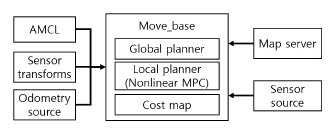 AMCL
Sensor
transforms
Odometry
source
Move_base
Global planner
Local planner
(Nonlinear MPC)
Cost map
Map server
Sensor
source